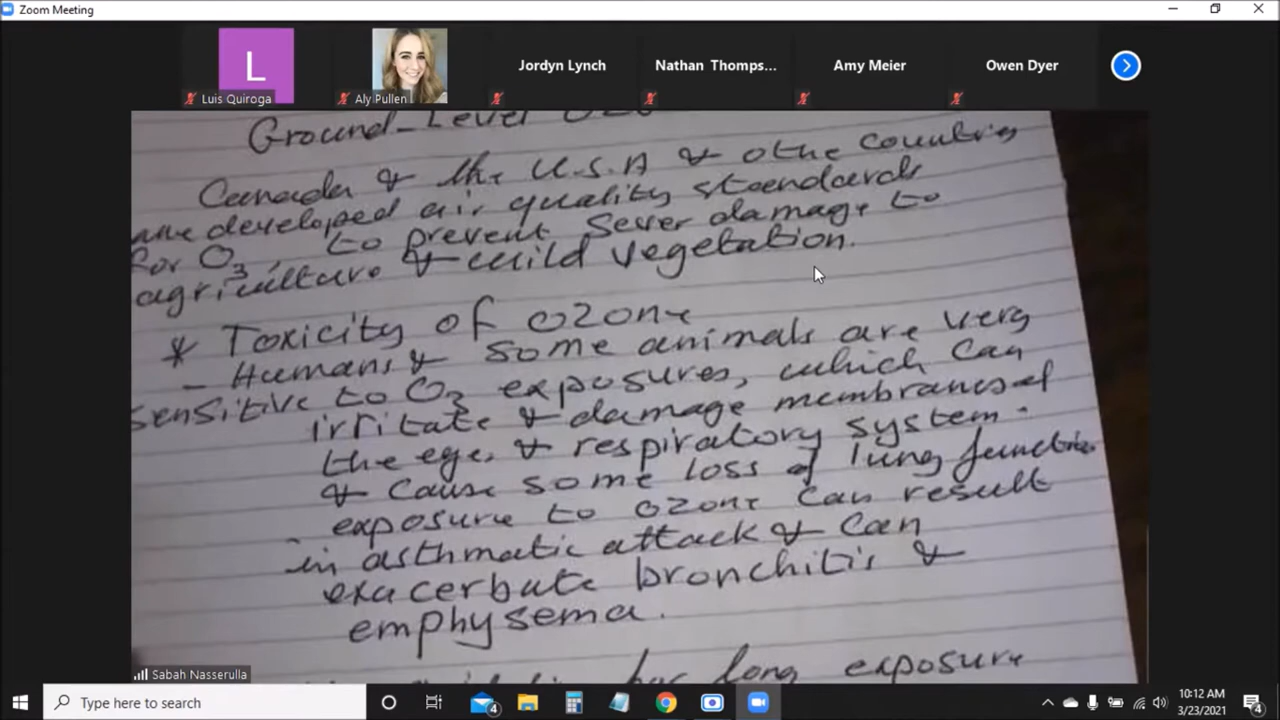 Zoom Meeting
L
Luis Quiroga
Aly Pullen
Jordyn Lynch
Nathan Thomps...
Amy Meier
Owen Dyer
Ground-Level
Canada & the U.S.A & othe countries
are developed air quality standards
for O3, to prevent Sever damage to
agriculture & wild vegetation.
* Toxicity of ozone
- Humans & some animals are very
sensitive to O3 exposures, which can
irritate & damage membranes of
the eye, & respiratory system.
& cause some loss of lung function
- exposure to ozone can result
in asthmatic attack & can
exacerbate bronchitis &
emphysema.
has long exposure
Sabah Nasserulla
Type here to search
4
10:12 AM
3/23/2021
4